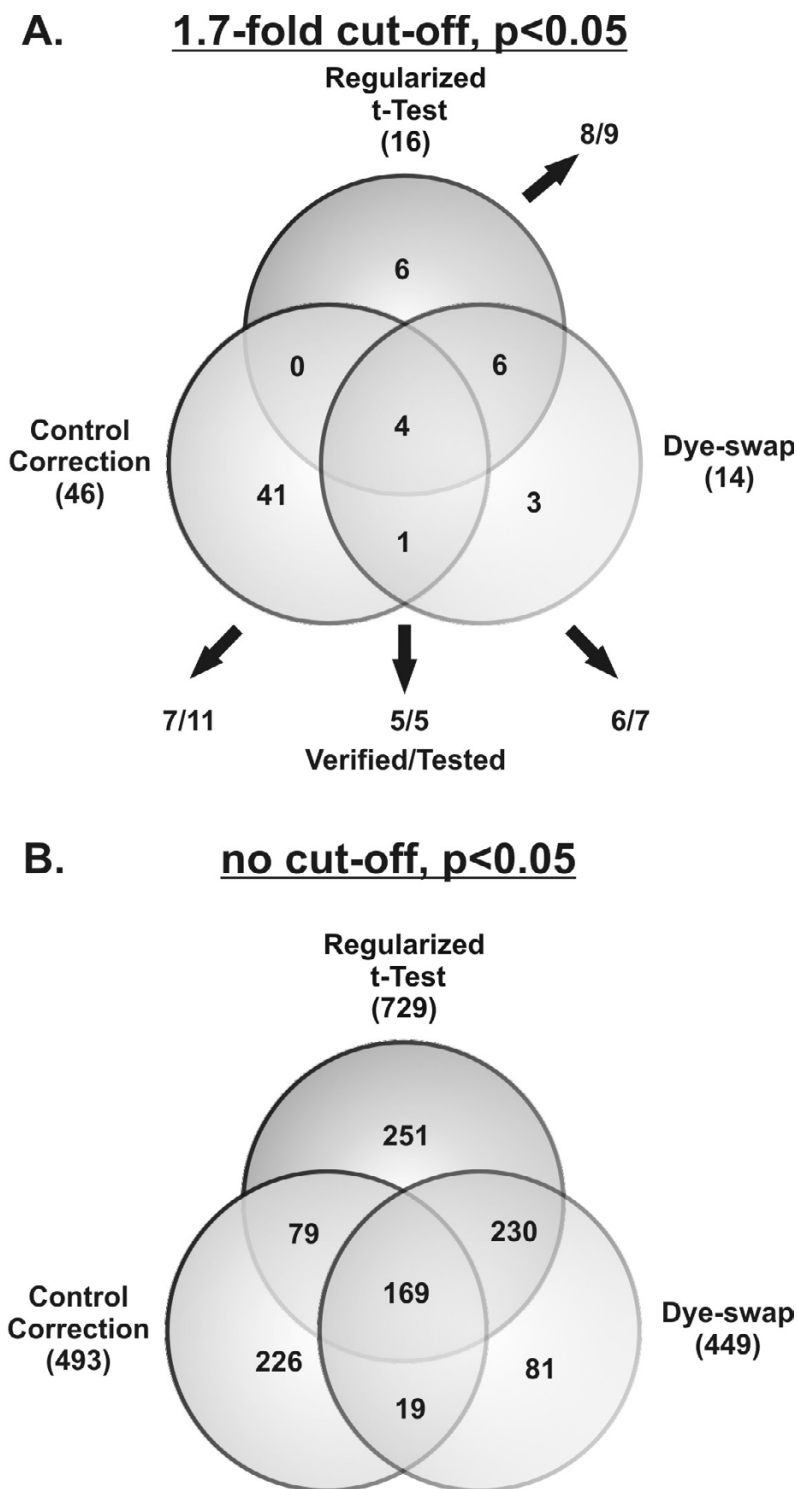 A. 1.7-fold cut-off, p<0.05
Regularized
t-Test
(16)
8/9
6
0
6
4
Control
Correction
(46)
Dye-swap
(14)
41
3
1
7/11
5/5
6/7
Verified/Tested
B. no cut-off, p<0.05
Regularized
t-Test
(729)
251
79
230
169
Control
Correction
(493)
Dye-swap
(449)
226
81
19